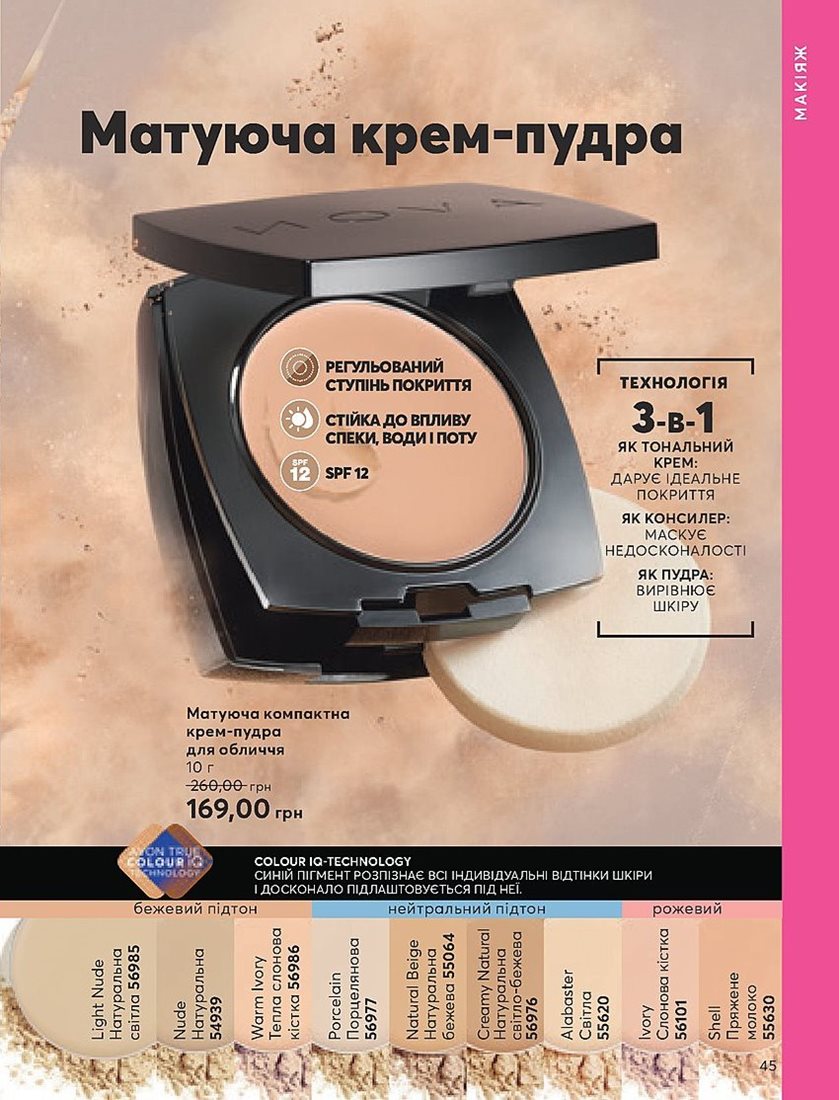 МАКІЯЖ
Матуюча крем-пудра
AVON
РЕГУЛЬОВАНИЙ
СТУПІНЬ ПОКРИТТЯ
СТІЙКА ДО ВПЛИВУ
СПЕКИ, ВОДИ І ПОТУ
SPF
12
SPF 12
ТЕХНОЛОГІЯ
3-в-1
ЯК ТОНАЛЬНИЙ
КРЕМ:
ДАРУЄ ІДЕАЛЬНЕ
ПОКРИТТЯ
ЯК КОНСИЛЕР:
МАСКУЄ
НЕДОСКОНАЛОСТІ
ЯК ПУДРА:
ВИРІВНЮЄ
ШКІРУ
Матуюча компактна
крем-пудра
для обличчя
10 г
260,00 грн
169,00 грн
AVON TRUE
COLOUR IQ
TECHNOLOGY
COLOUR IQ-TECHNOLOGY
СИНІЙ ПІГМЕНТ РОЗПІЗНАЄ ВСІ ІНДИВІДУАЛЬНІ ВІДТІНКИ ШКІРИ
І ДОСКОНАЛО ПІДЛАШТОВУЄТЬСЯ ПІД НЕЇ.
бежевий підтон
нейтральний підтон
рожевий
Light Nude
Натуральна
світла 56985
Nude
Натуральна
54939
Warm Ivory
Тепла слонова
кістка 56986
Porcelain
Порцелянова
56977
Natural Beige
Натуральна
бежева 55064
Creamy Natural
Натуральна
світло-бежева
56976
Alabaster
Світла
55620
Ivory
Слонова кістка
56101
Shell
Пряжене
молоко
55630
45